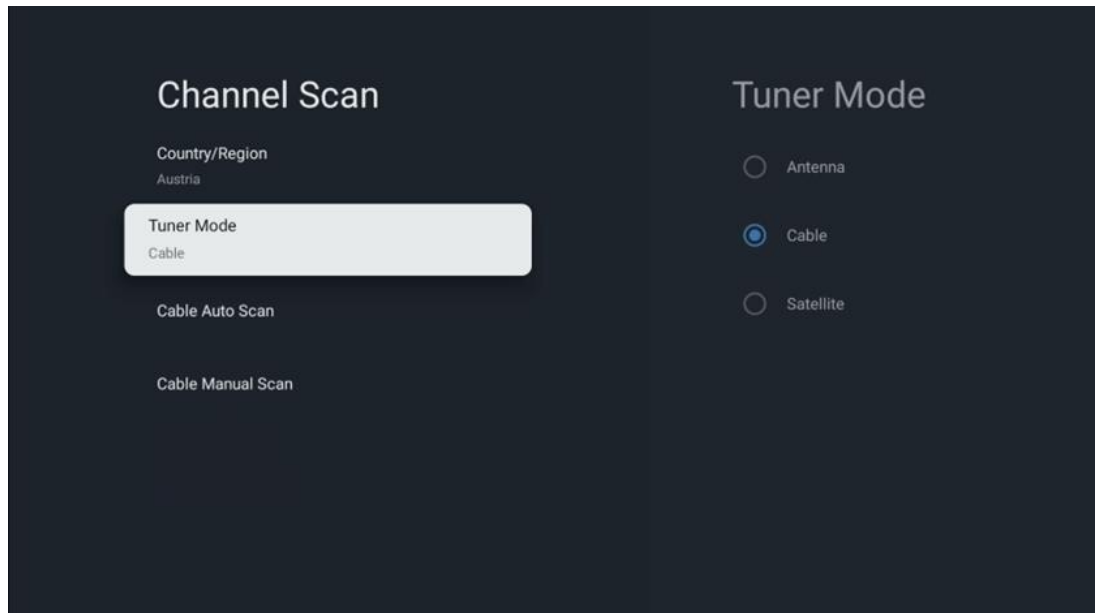 Channel Scan
Country/Region
Austria
Tuner Mode
Cable
Cable Auto Scan
Cable Manual Scan
Tuner Mode
Antenna
Cable
Satellite